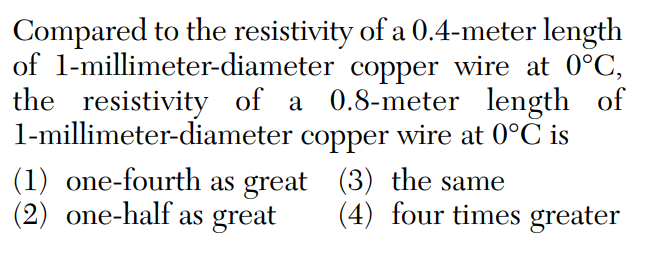 Compared to the resistivity of a 0.4-meter length
of 1-millimeter-diameter copper wire at 0°C,
the resistivity of a 0.8-meter length of
1-millimeter-diameter copper wire at 0°C is
(1) one-fourth as great (3) the same
(2) one-half as great (4) four times greater